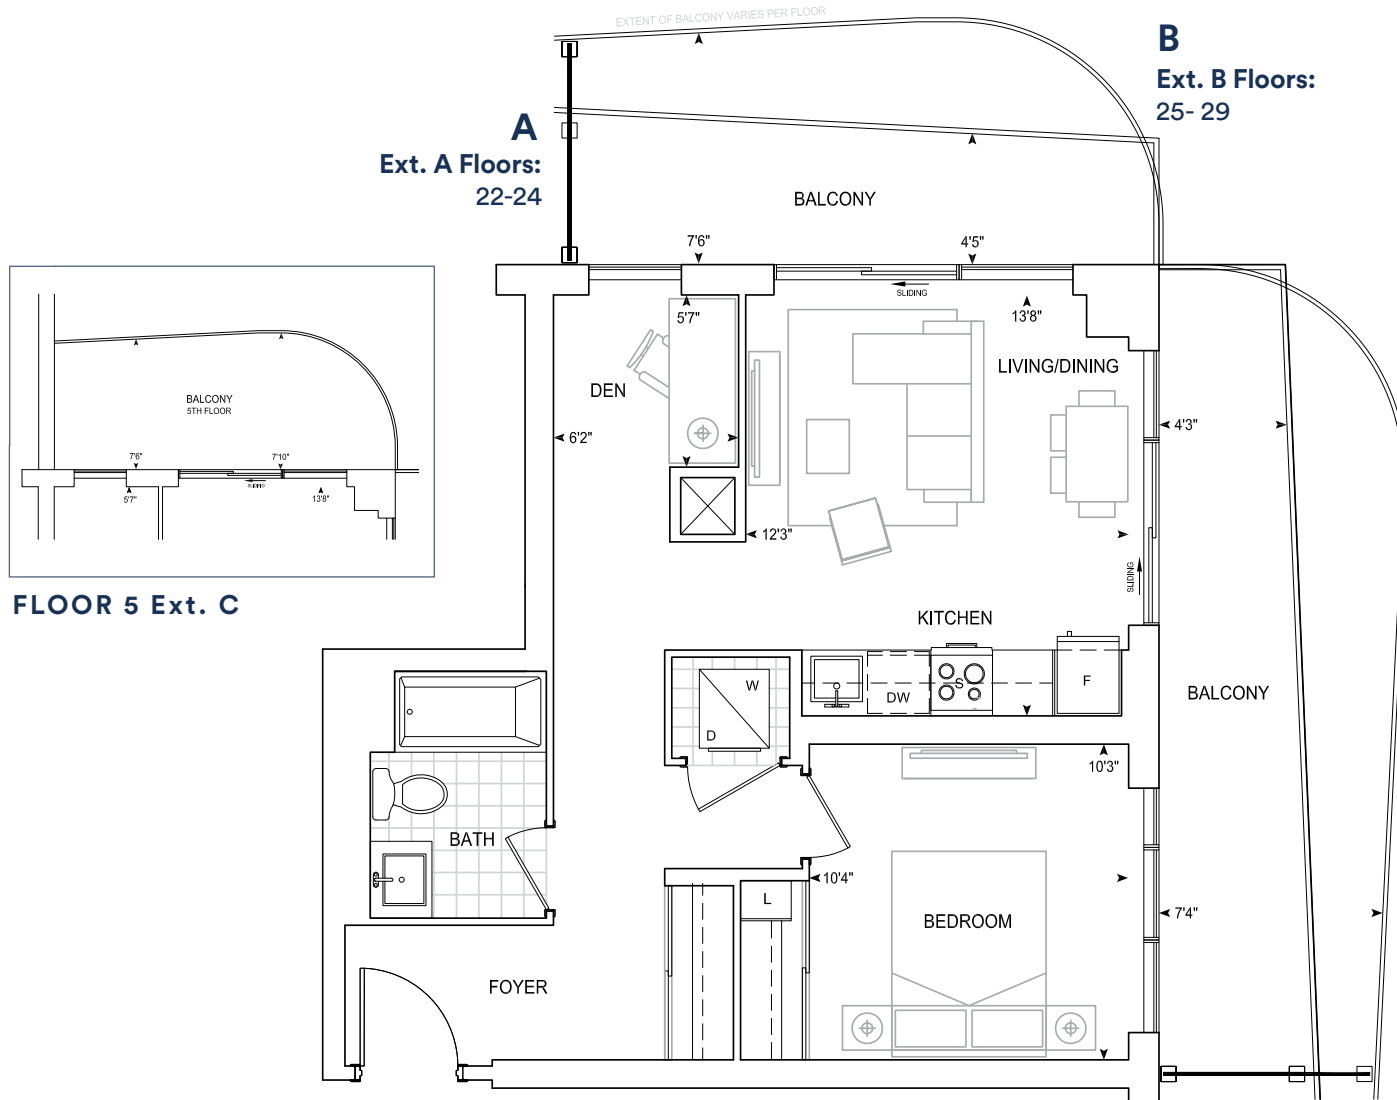 EXTENT OF BALCONY VARIES PER FLOOR
B
Ext. B Floors:
25- 29
A
Ext. A Floors:
22-24
BALCONY
7'6"
4'5"
SLIDING
5'7"
13'8"
LIVING/DINING
DEN
6'2"
4'3"
12'3"
SLIDING
KITCHEN
BALCONY
5TH FLOOR
7'6"
7'10"
SLIDING
5'7"
13'8"
FLOOR 5 Ext. C
W
D
DW
S
F
BALCONY
10'3"
BATH
10'4"
L
BEDROOM
7'4"
FOYER